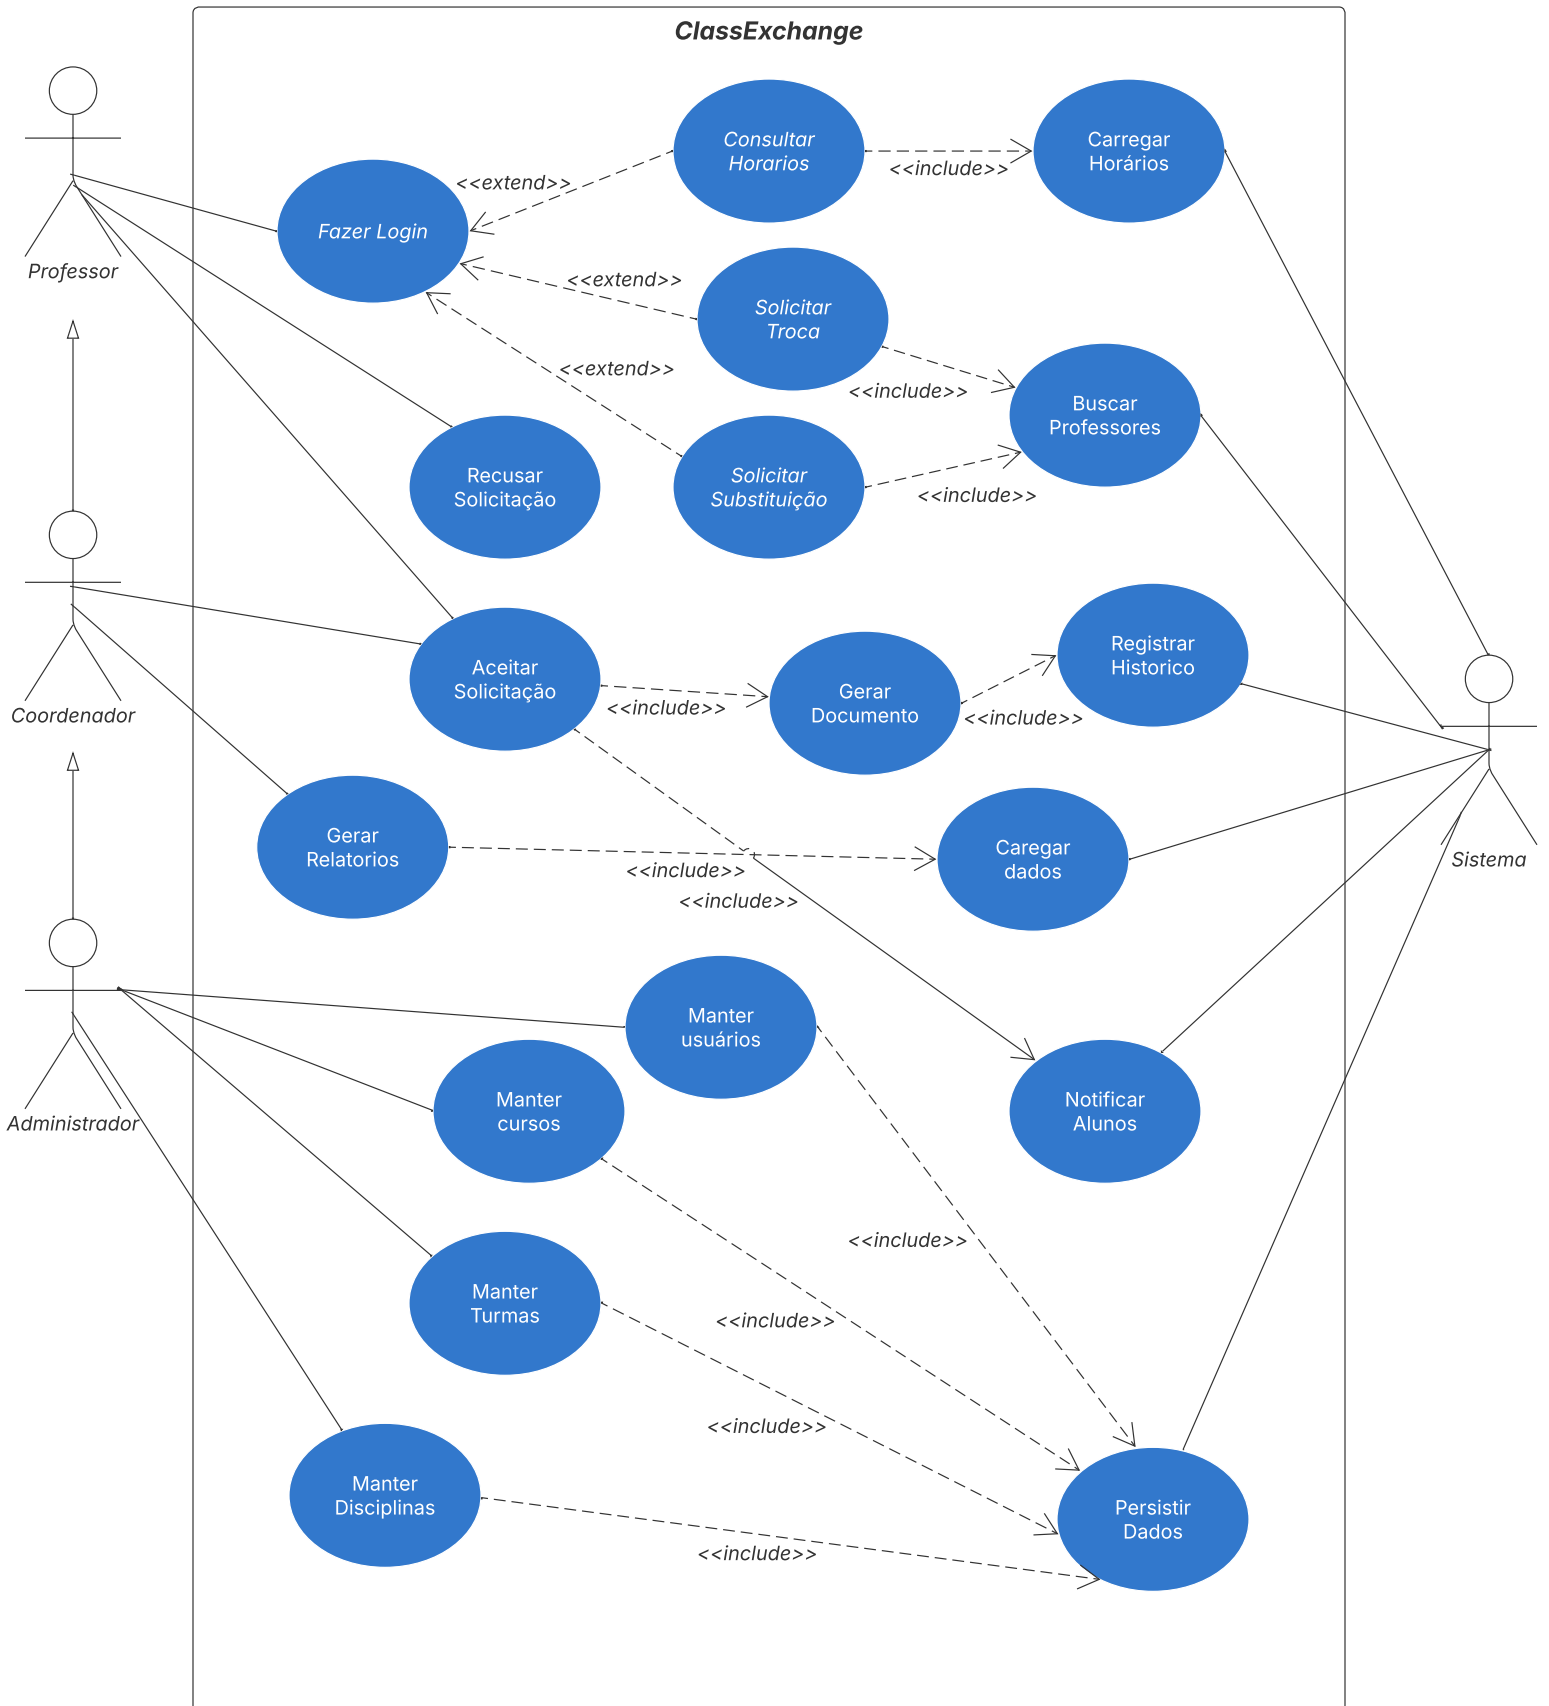 ClassExchange
Consultar
Horarios
Carregar
Horários
<<include>>
<<extend>>
Fazer Login
Professor
<<extend>>
Solicitar
Troca
<<extend>>
<<include>>
Buscar
Professores
Recusar
Solicitação
Solicitar
Substituição
<<include>>
Aceitar
Solicitação
<<include>>
Gerar
Documento
<<include>>
Registrar
Historico
Coordenador
Gerar
Relatorios
<<include>>
<<include>>
Caregar
dados
Sistema
Manter
usuários
Manter
cursos
Notificar
Alunos
Administrador
<<include>>
Manter
Turmas
<<include>>
<<include>>
Manter
Disciplinas
<<include>>
Persistir
Dados